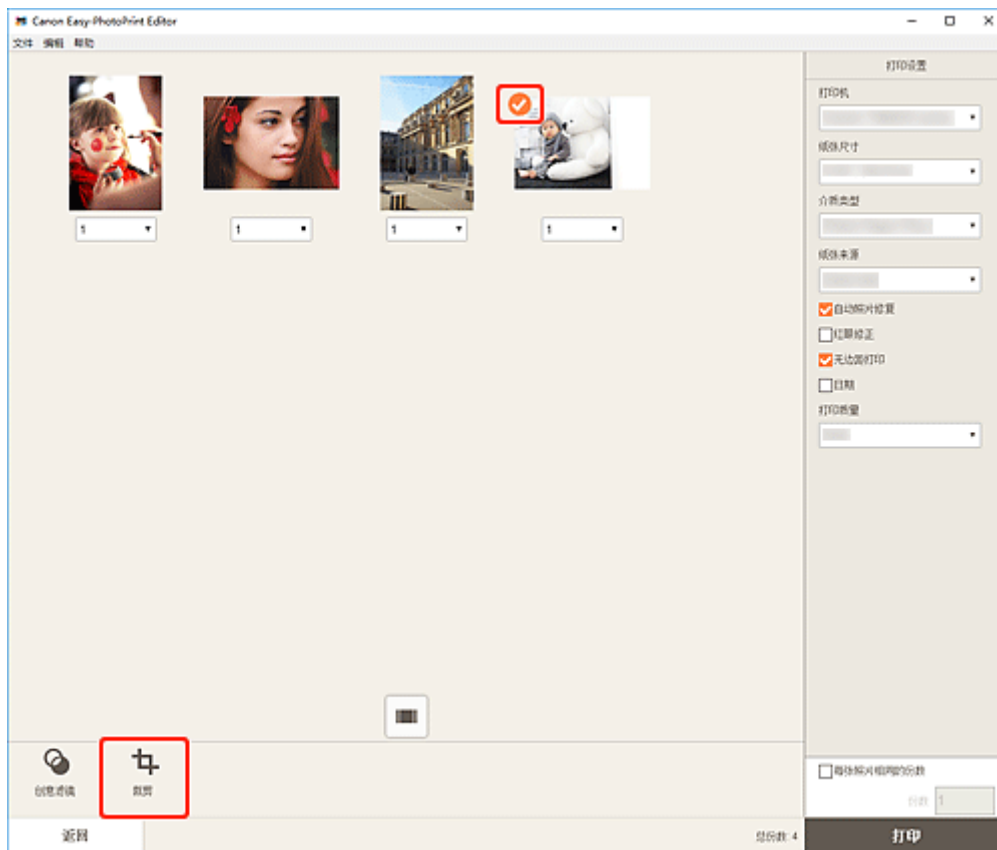 Canon Easy-PhotoPrint Editor
文件 编辑 帮助
打印设置
打印机
纸张尺寸
介质类型
纸张来源
自动照片修复
红眼修正
无边距打印
日期
打印质量
1
1
1
1
创意滤镜
裁剪
每张照片相同的份数
份数 1
返回
总份数: 4
打印